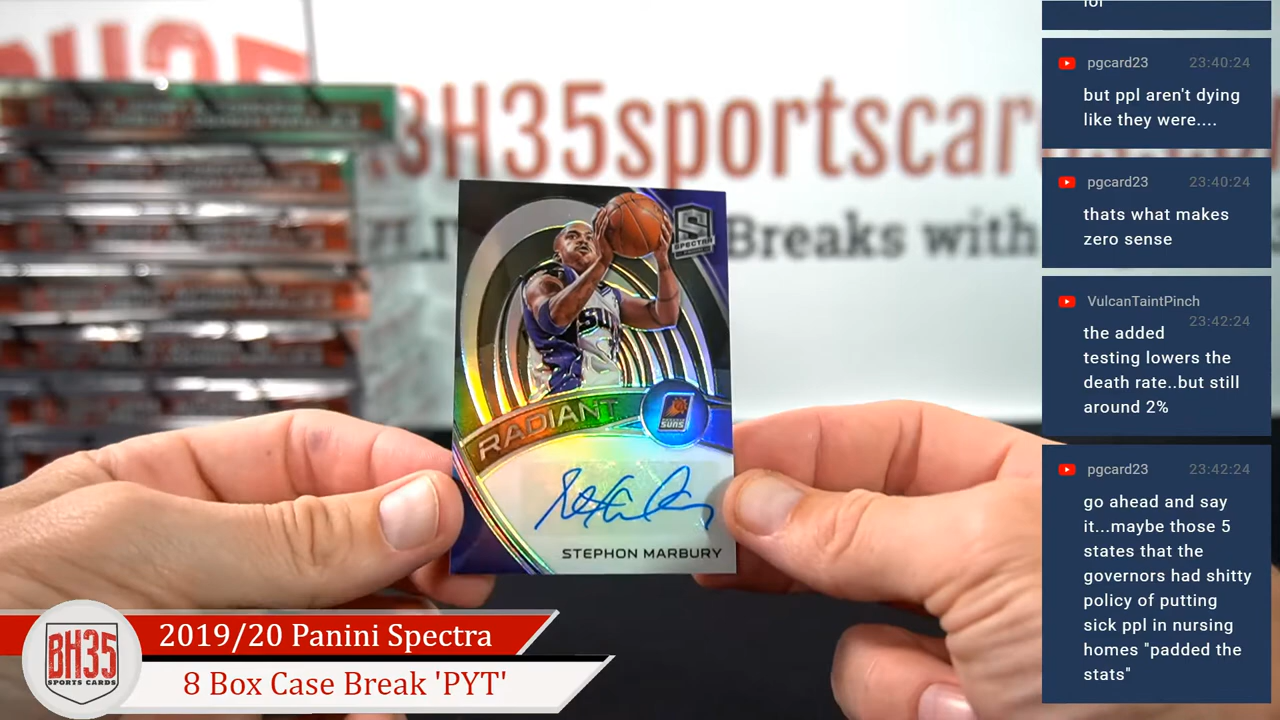 BH35sportscar
Breaks with
SPECTRA
SUNS
RADIANT
STEPHON MARBURY
BH35
SPORTS CARDS
2019/20 Panini Spectra
8 Box Case Break 'PYT'
for
pgcard23 23:40:24
but ppl aren't dying
like they were....
pgcard23 23:40:24
thats what makes
zero sense
VulcanTaintPinch
23:42:24
the added
testing lowers the
death rate..but still
around 2%
pgcard23 23:42:24
go ahead and say
it...maybe those 5
states that the
governors had shitty
policy of putting
sick ppl in nursing
homes "padded the
stats"